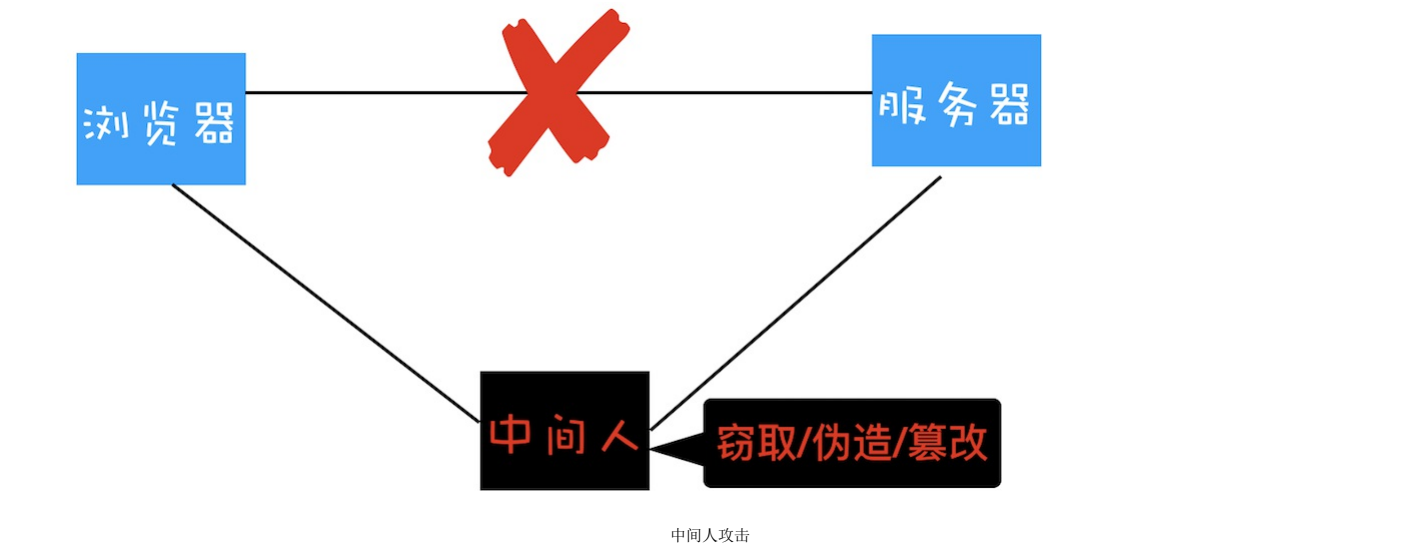 浏览器
服务器
中间人
窃取/伪造/篡改
中间人攻击